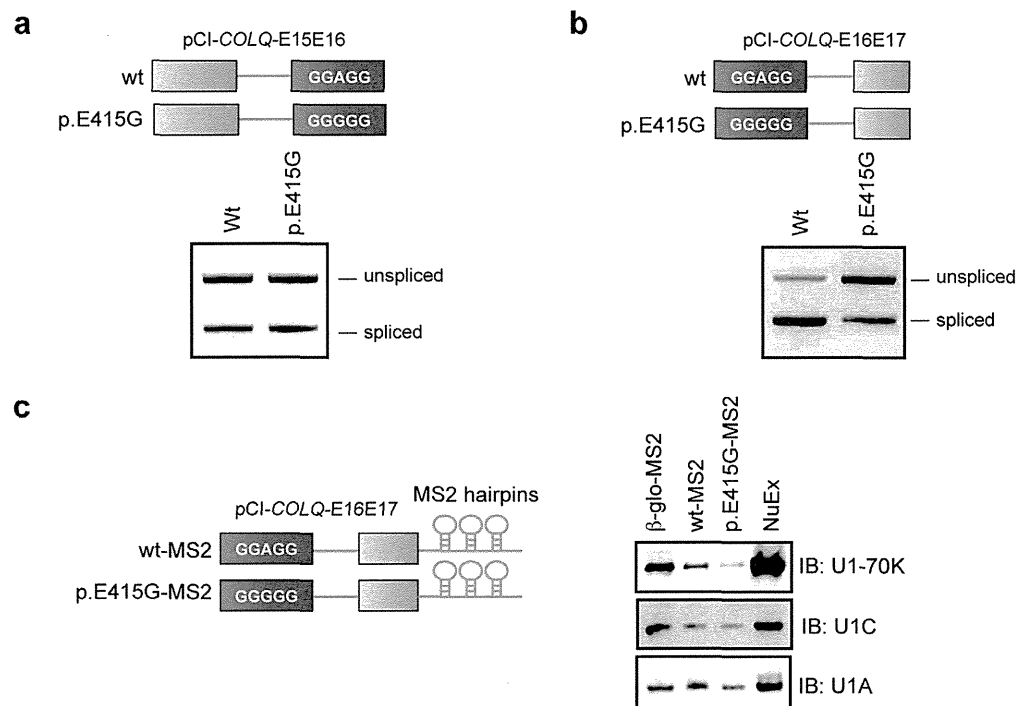 a
pCI-COLQ-E15E16
wt
GGAGG
p.E415G
GGGGG
Wt
p.E415G
unspliced
spliced
b
pCI-COLQ-E16E17
wt
GGAGG
p.E415G
GGGGG
Wt
p.E415G
unspliced
spliced
c
MS2 hairpins
pCI-COLQ-E16E17
wt-MS2
GGAGG
p.E415G-MS2
GGGGG
β-glo-MS2
wt-MS2
p.E415G-MS2
NuEx
IB: U1-70K
IB: U1C
IB: U1A